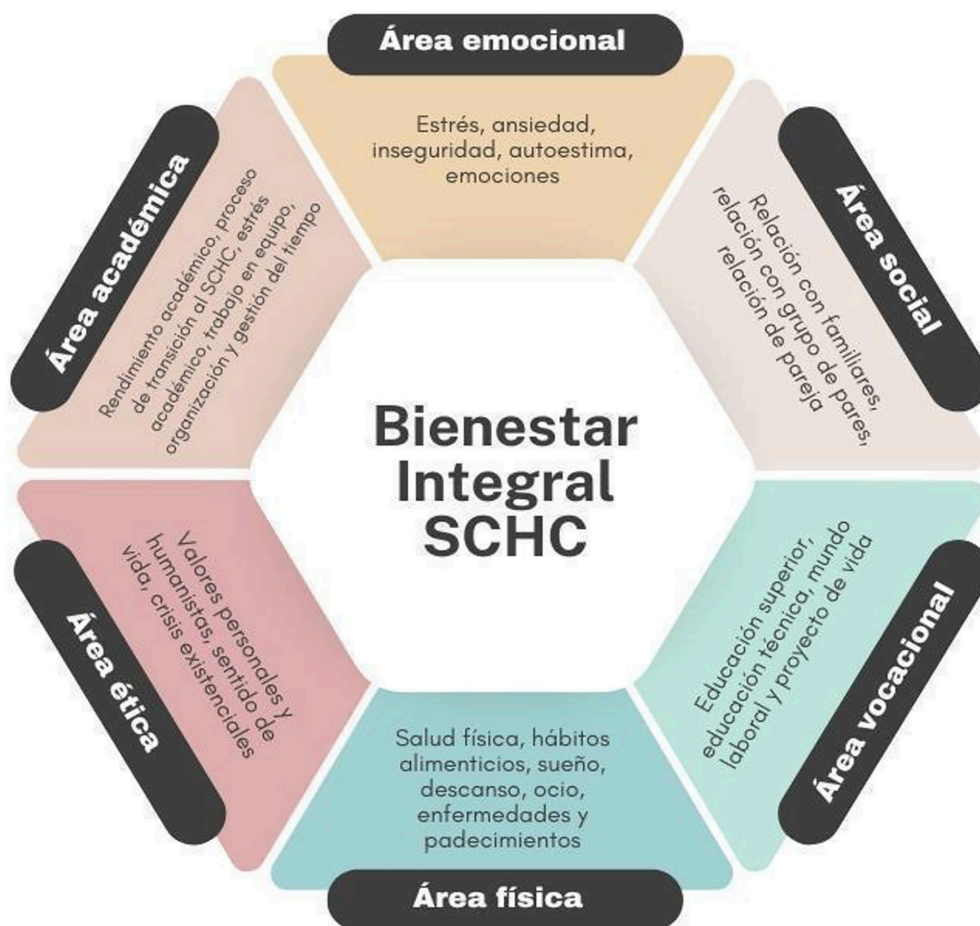 Área emocional
Estrés, ansiedad,
inseguridad, autoestima,
emociones
Área social
Relación con familiares,
relación con grupo de pares,
relación de pareja
Área vocacional
Educación superior,
educación técnica, mundo
laboral y proyecto de vida
Área física
Salud física, hábitos
alimenticios, sueño,
descanso, ocio,
enfermedades y
padecimientos
Área ética
Valores personales y
humanistas, sentido de
vida, crisis existenciales
Área académica
Rendimiento académico, proceso
de transición al SCHC, estrés
académico, trabajo en equipo,
organización y gestión del tiempo
Bienestar
Integral
SCHC